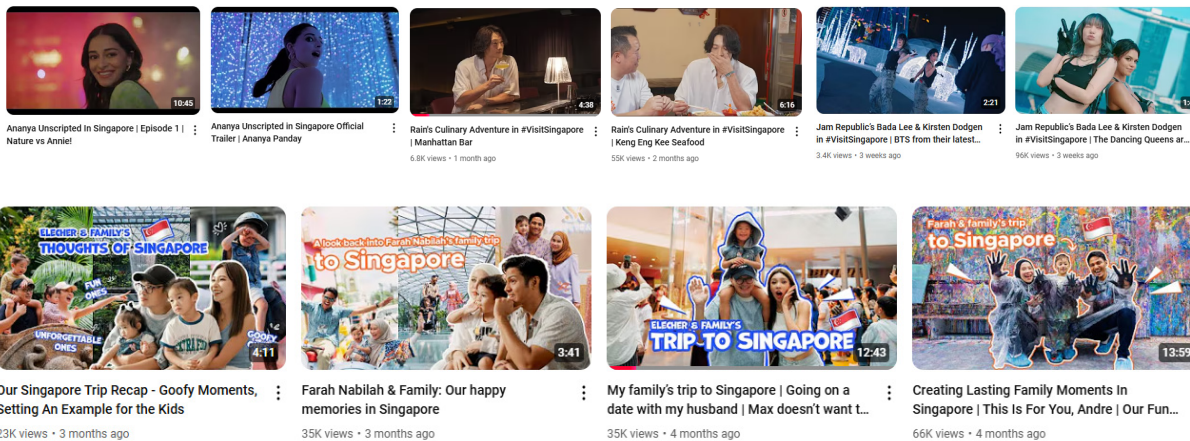 10:45
1:22
4:38
6:16
2:21
Ananya Unscripted In Singapore | Episode 1 |
Nature vs Annie!
Ananya Unscripted in Singapore Official
Trailer | Ananya Panday
Rain's Culinary Adventure in #VisitSingapore
| Manhattan Bar
6.8K views • 1 month ago
Rain's Culinary Adventure in #VisitSingapore
| Keng Eng Kee Seafood
55K views • 2 months ago
Jam Republic's Bada Lee & Kirsten Dodgen
in #VisitSingapore | BTS from their latest...
3.4K views • 3 weeks ago
Jam Republic's Bada Lee & Kirsten Dodgen
in #VisitSingapore | The Dancing Queens ar...
96K views • 3 weeks ago
ELECHER & FAMILY'S
THOUGHTS OF SINGAPORE
FUN
ONES
UNFORGETTABLE
ONES
GOOFY
4:11
A look back into Farah Nabilah's family trip
to Singapore
3:41
ELECHER & FAMILY'S
TRIP TO SINGAPORE
12:43
Farah & family's trip
to Singapore
13:59
Our Singapore Trip Recap - Goofy Moments,
Setting An Example for the Kids
23K views • 3 months ago
Farah Nabilah & Family: Our happy
memories in Singapore
35K views • 3 months ago
My family's trip to Singapore | Going on a
date with my husband | Max doesn't want t...
35K views • 4 months ago
Creating Lasting Family Moments In
Singapore | This Is For You, Andre | Our Fun...
66K views • 4 months ago